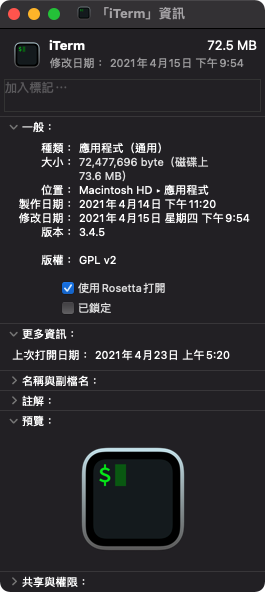 「iTerm」資訊
iTerm 72.5 MB
修改日期： 2021年4月15日 下午9:54
加入標記…
一般：
種類： 應用程式（通用）
大小： 72,477,696 byte（磁碟上
73.6 MB）
位置： Macintosh HD ▸ 應用程式
製作日期： 2021年4月14日 下午11:20
修改日期： 2021年4月15日 星期四 下午9:54
版本： 3.4.5
版權： GPL v2
使用 Rosetta 打開
已鎖定
更多資訊：
上次打開日期： 2021年4月23日 上午5:20
名稱與副檔名：
註解：
預覽：
$
共享與權限：